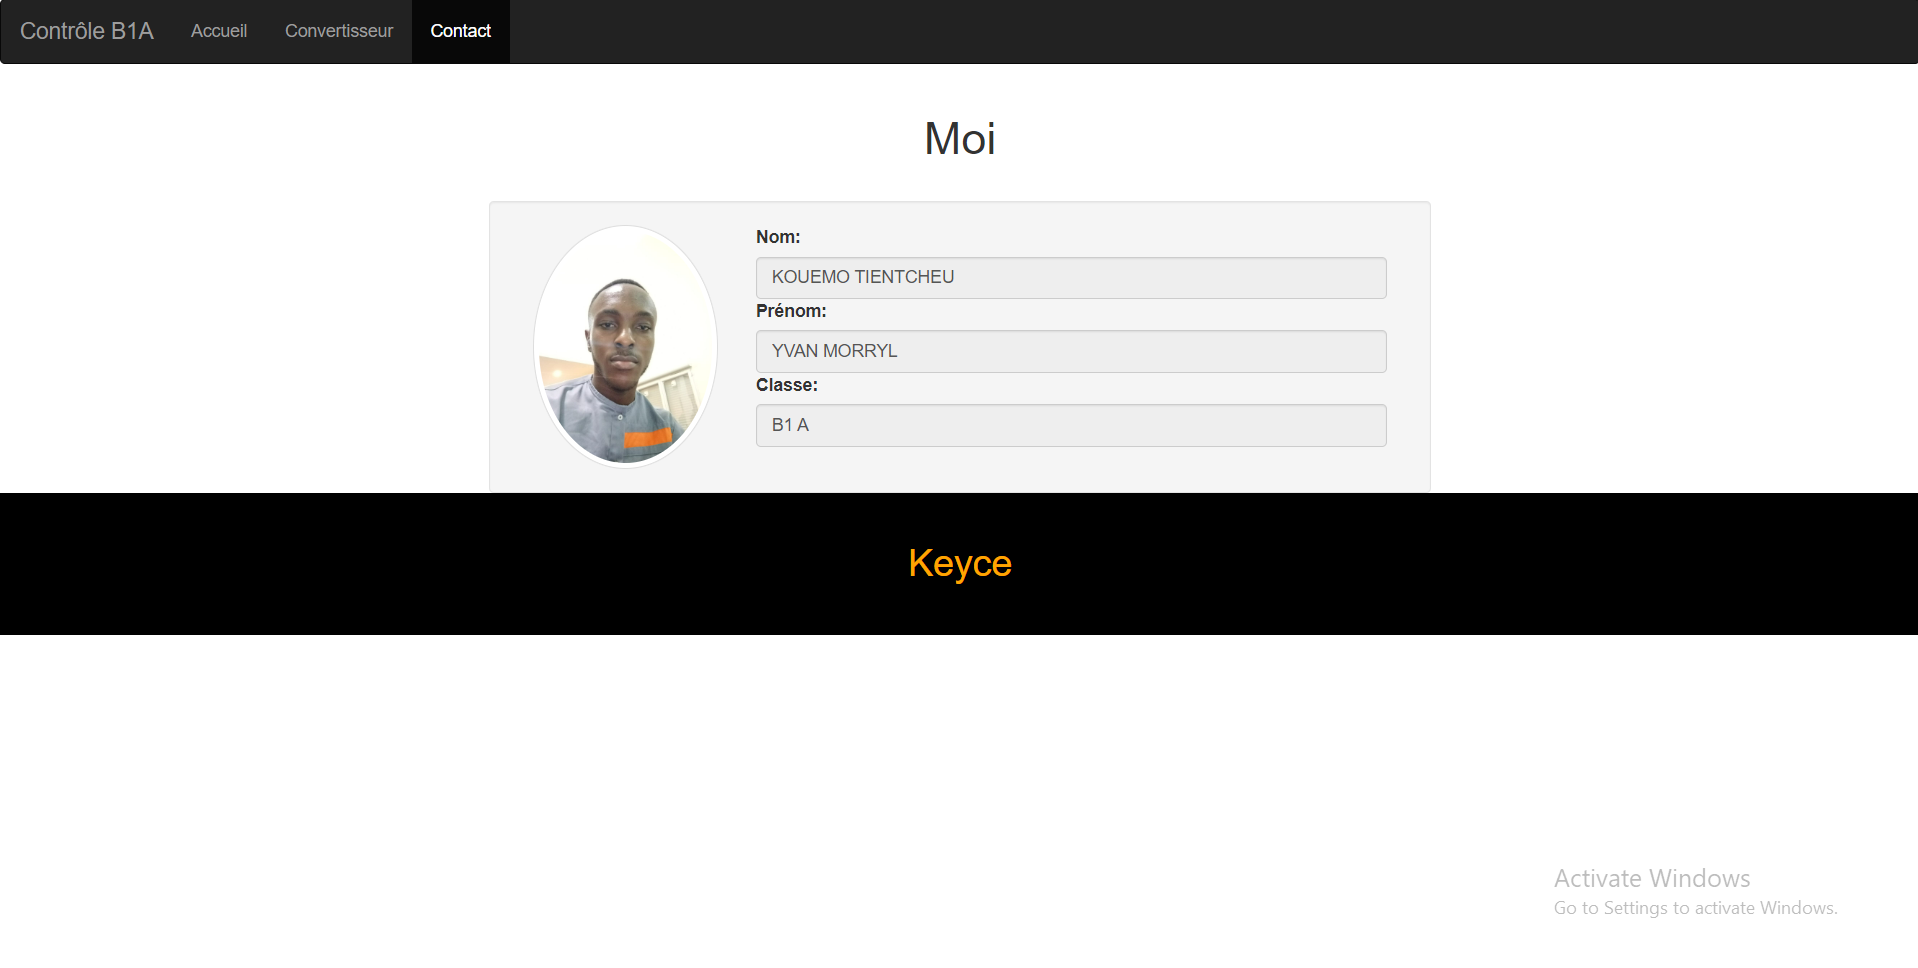 Contrôle B1A Accueil Convertisseur Contact
Moi
Nom:
KOUEMO TIENTCHEU
Prénom:
YVAN MORRYL
Classe:
B1 A
Keyce
Activate Windows
Go to Settings to activate Windows.